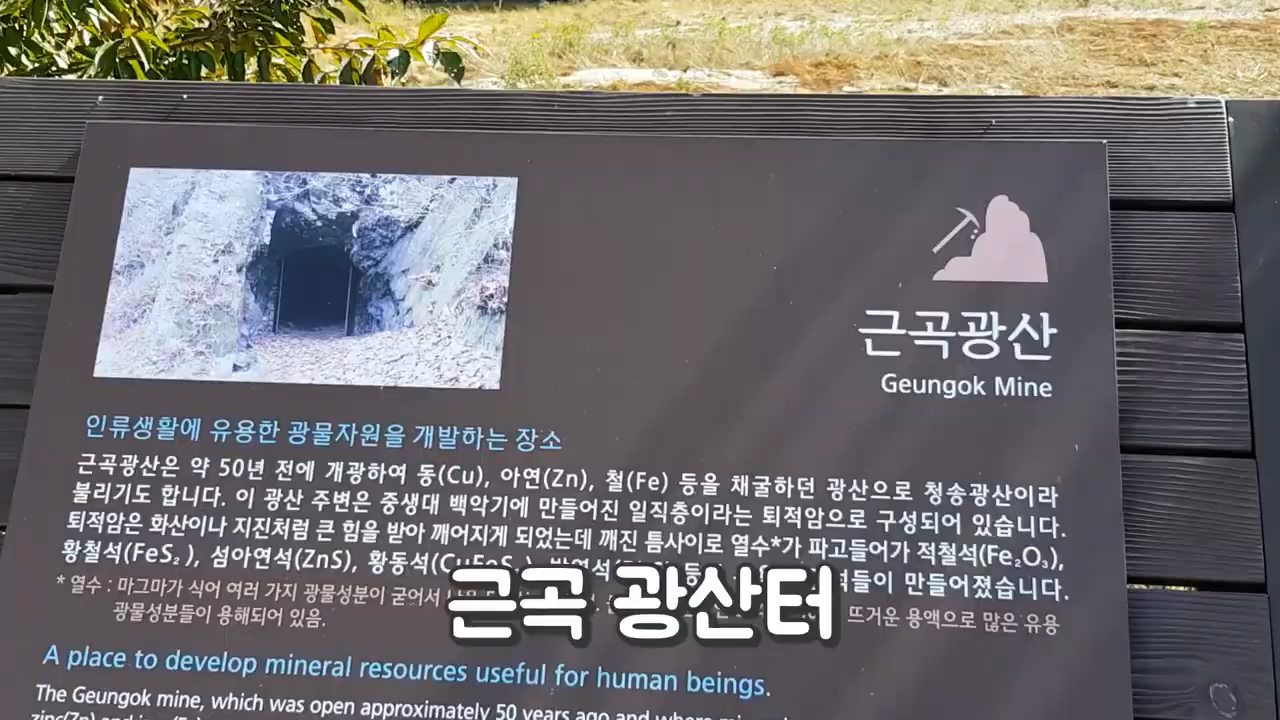 근곡광산
Geungok Mine
인류생활에 유용한 광물자원을 개발하는 장소
근곡광산은 약 50년 전에 개광하여 동(Cu), 아연(Zn), 철(Fe) 등을 채굴하던 광산으로 청송광산이라
불리기도 합니다. 이 광산 주변은 중생대 백악기에 만들어진 일직층이라는 퇴적암으로 구성되어 있습니다.
퇴적암은 화산이나 지진처럼 큰 힘을 받아 깨어지게 되었는데 깨진 틈사이로 열수*가 파고들어가 적철석(Fe₂O₃),
황철석(FeS₂), 섬아연석(ZnS), 황동석(CuFeS₂), 만들어졌습니다.
* 열수 : 마그마가 식어 여러 가지 광물성분이 굳어서 뜨거운 용액으로 많은 유용
광물성분들이 용해되어 있음.
근곡 광산터
A place to develop mineral resources useful for human beings.
The Geungok mine, which was open approximately 50 years ago and where
zinc(Zn) and